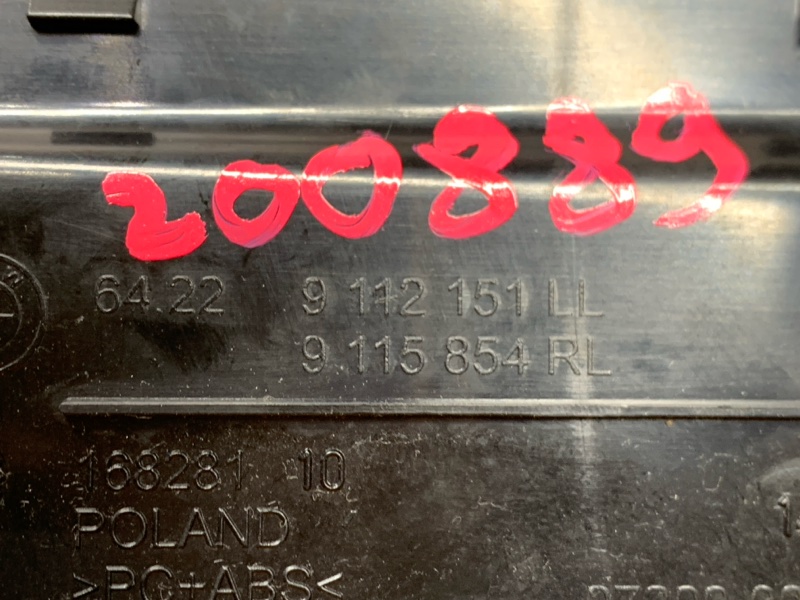 200889
64.22 9 112 151 LL
9 115 854 RL
168281 10
POLAND
>PC+ABS<